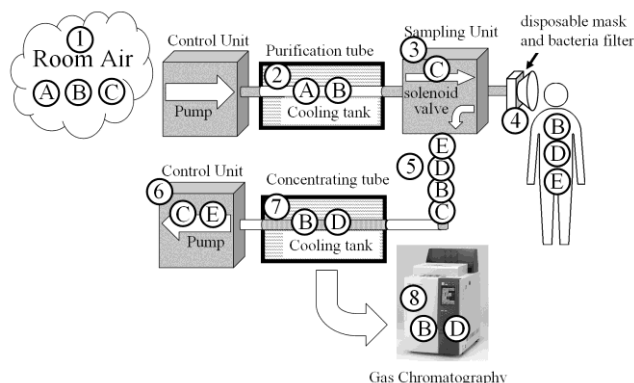 ①
Room Air
Ⓐ Ⓑ Ⓒ
Control Unit
Pump
Purification tube
②
Ⓐ Ⓑ
Cooling tank
Sampling Unit
③
Ⓒ
solenoid
valve
disposable mask
and bacteria filter
④
Ⓑ
Ⓓ
Ⓔ
⑤
Ⓔ
Ⓓ
Ⓑ
Ⓒ
Control Unit
⑥
Ⓒ Ⓔ
Pump
Concentrating tube
⑦
Ⓑ Ⓓ
Cooling tank
⑧
Ⓑ Ⓓ
Gas Chromatography